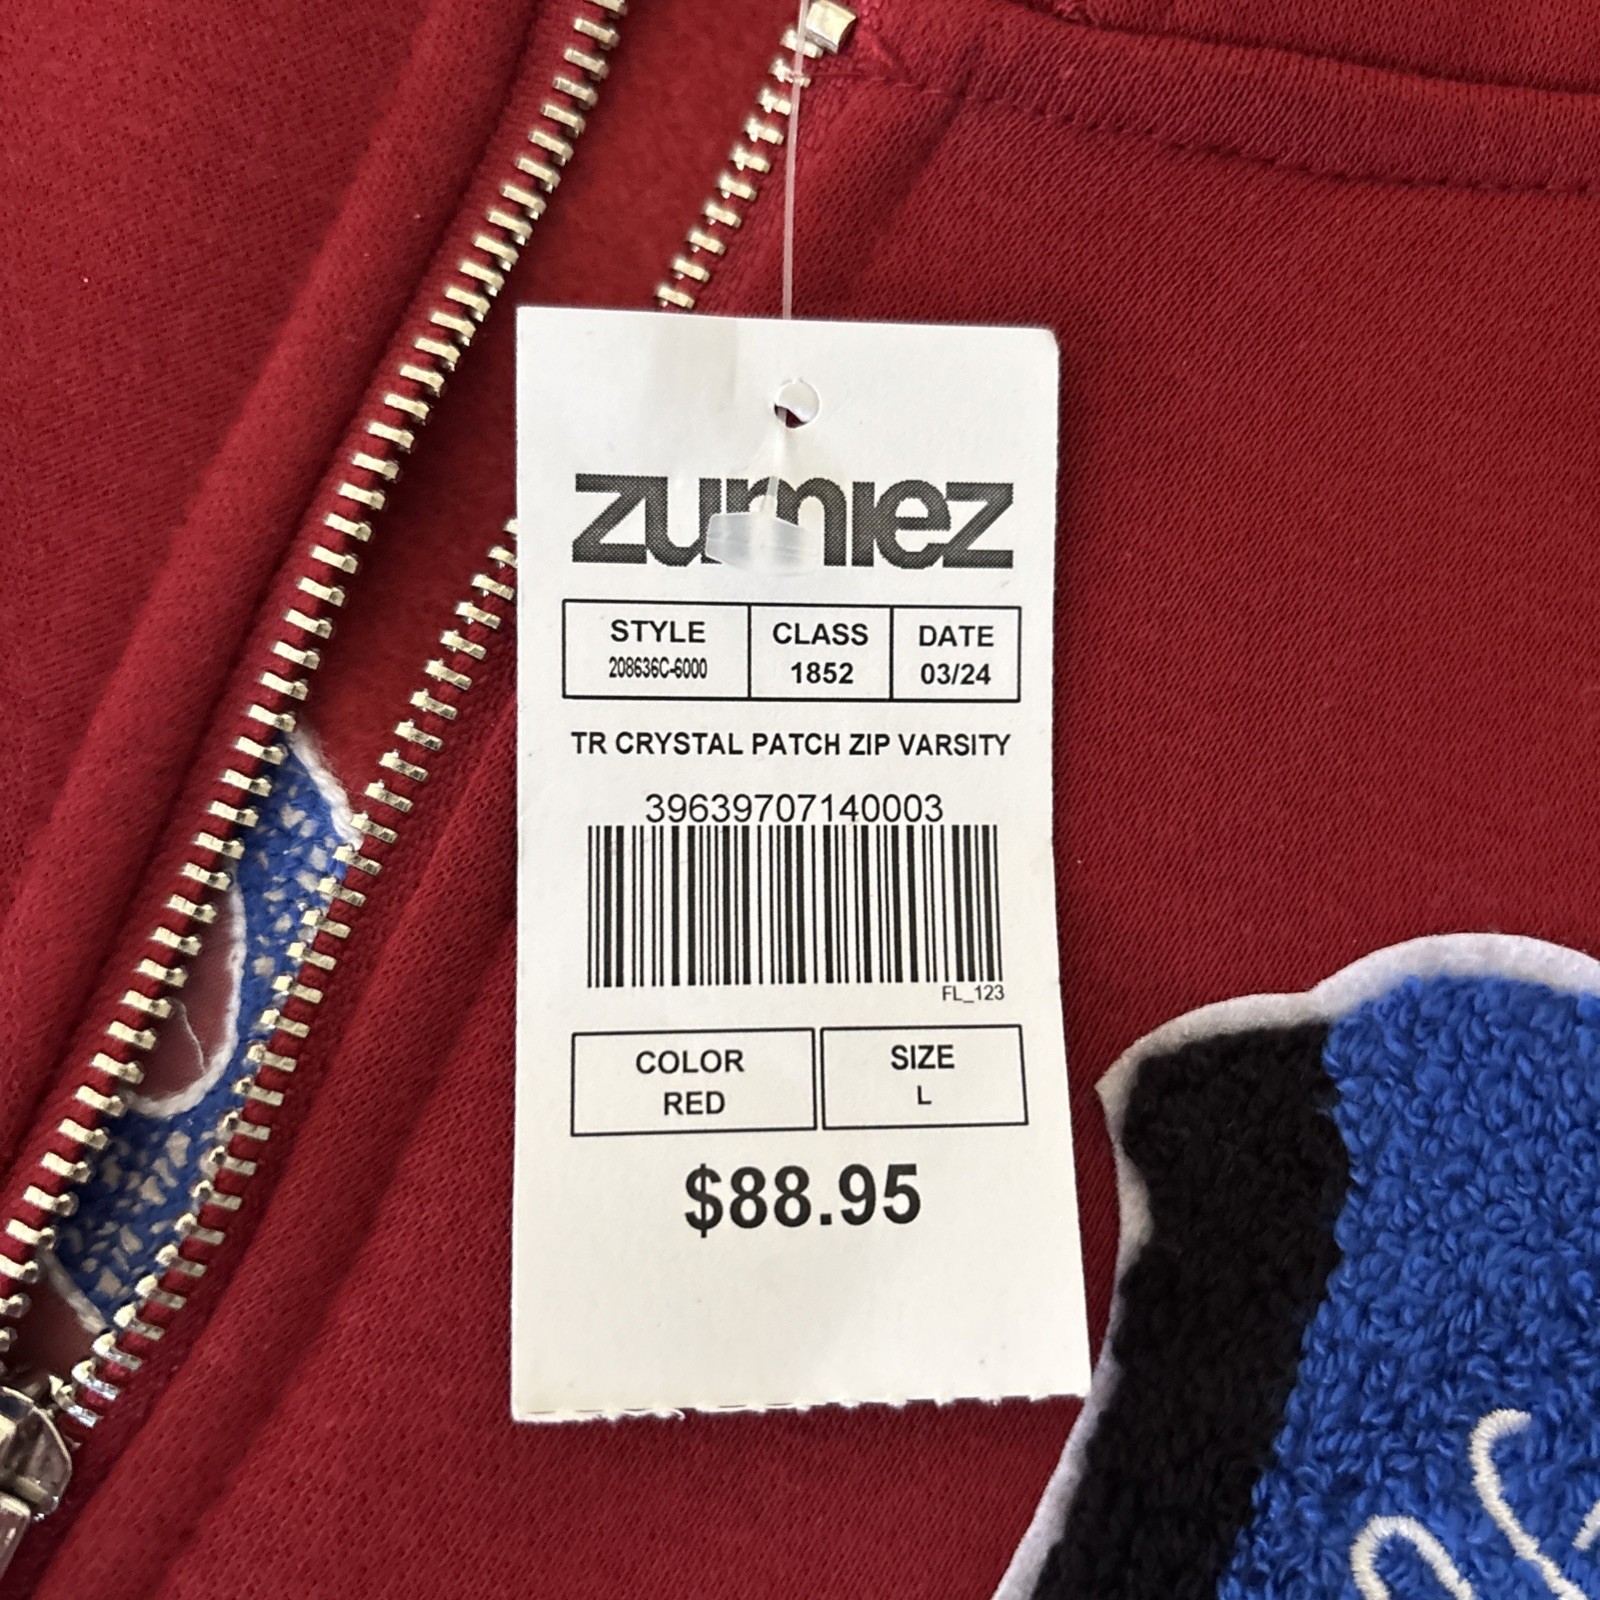 zumiez
STYLE CLASS DATE
208636C-6000 1852 03/24
TR CRYSTAL PATCH ZIP VARSITY
39639707140003
FL_123
COLOR SIZE
RED L
$88.95